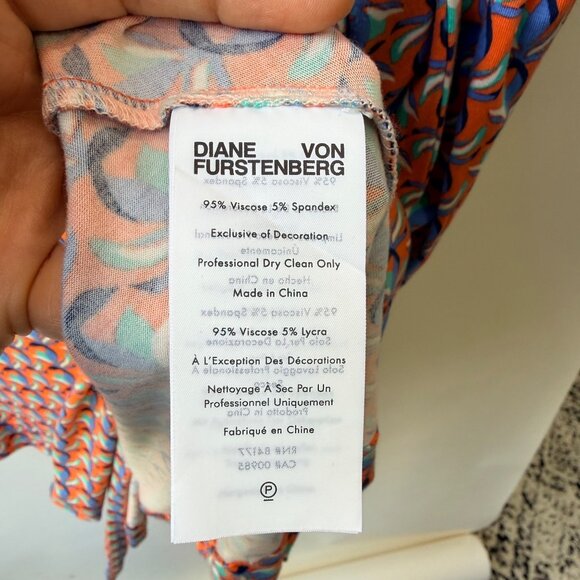 DIANE VON
FURSTENBERG
95% Viscose 5% Spandex
Exclusive of Decoration
Professional Dry Clean Only
Made in China
95% Viscose 5% Lycra
À L'Exception Des Décorations
Nettoyage À Sec Par Un
Professionnel Uniquement
Fabriqué en Chine
RN# 84177
CA# 00985
P